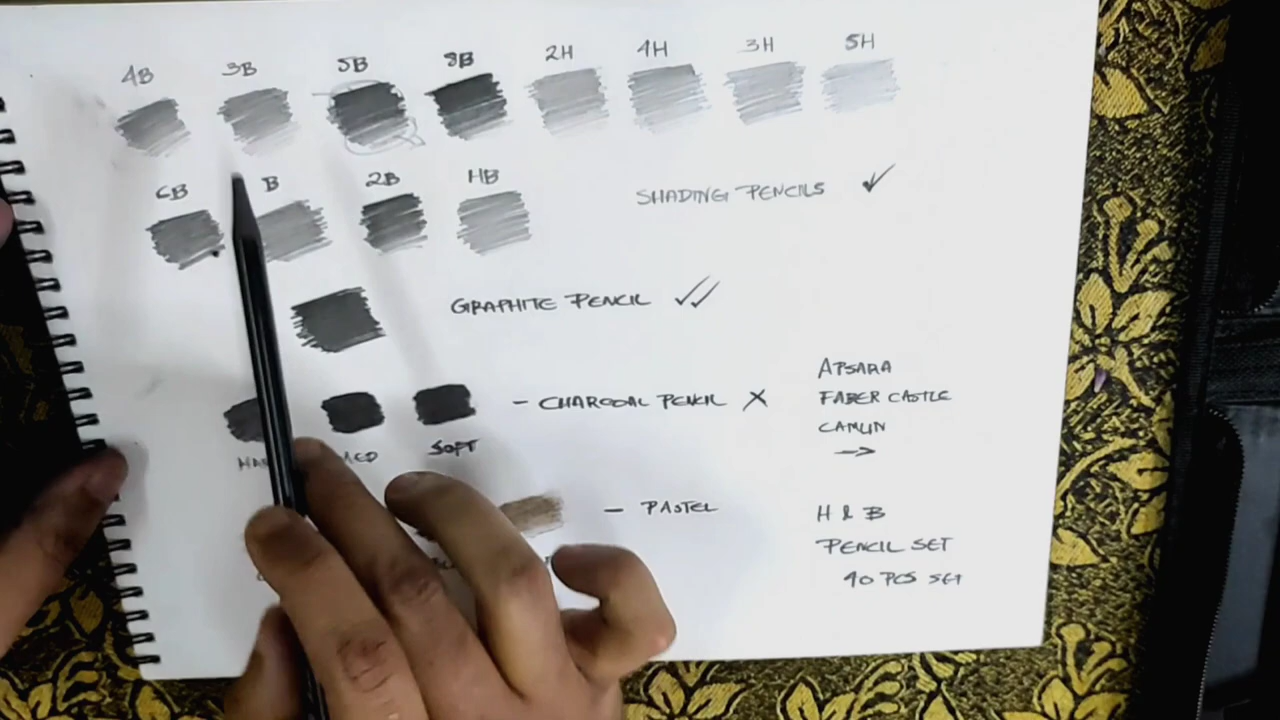 4B 3B 5B 8B 2H 4H 3H 5H
6B B 2B HB
SHADING PENCILS
GRAPHITE PENCIL
- CHARCOAL PENCIL X
SOFT
- PASTEL
APSARA
FABER CASTLE
CAMLIN
→
H & B
PENCIL SET
40 PCS SET